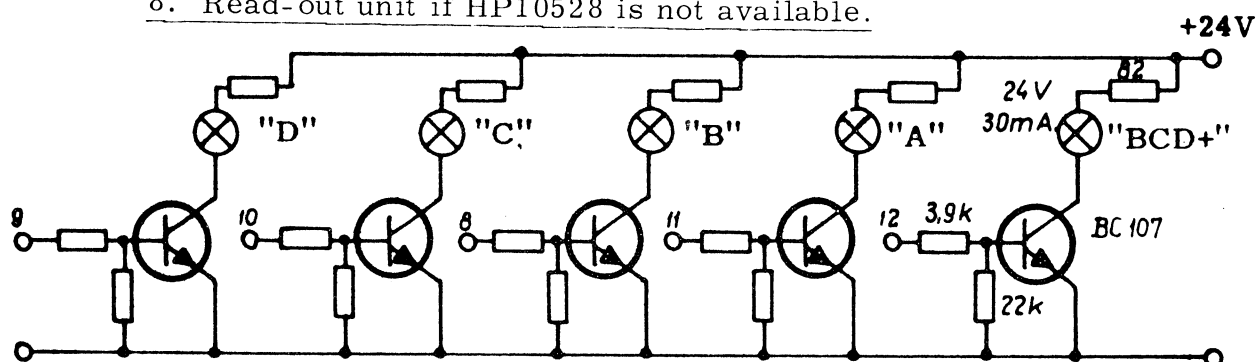 8. Read-out unit if HP10528 is not available.
+24V
82
24V
30mA
"D"
"C"
"B"
"A"
"BCD+"
9
10
8
11
12
3,9k
BC 107
22k